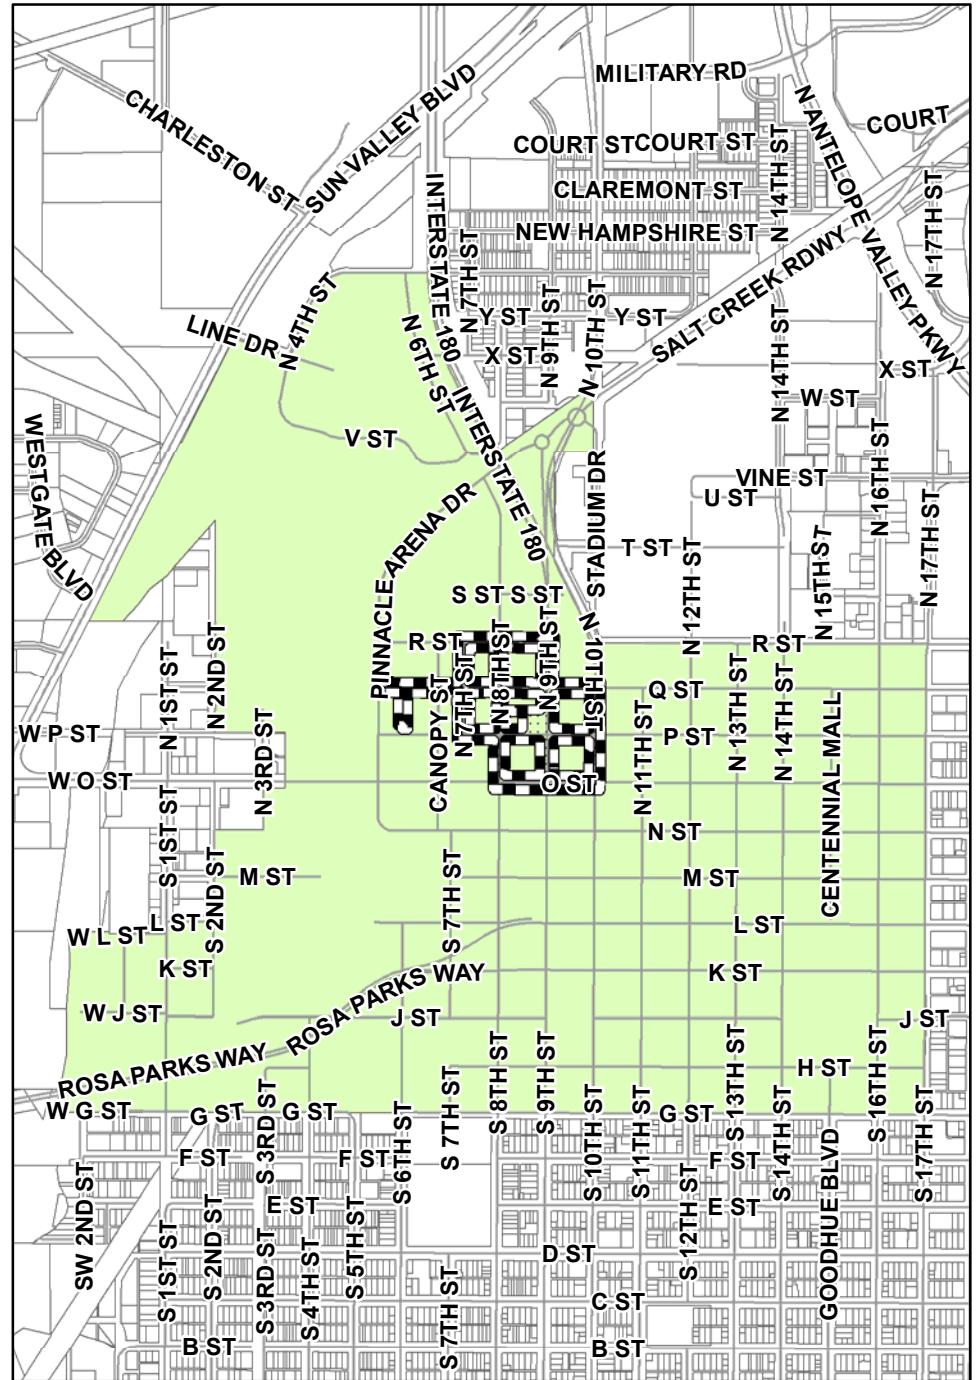 MILITARY RD
CHARLESTON ST
SUN VALLEY BLVD
N ANTELOPE VALLEY PKWY
COURT
COURT ST
COURT ST
N 14TH ST
CLAREMONT ST
N 17TH ST
INTERSTATE 180
NEW HAMPSHIRE ST
N 7TH ST
SALT CREEK RDWY
N 4TH ST
LINE DR
N 6TH ST
Y ST
N 9TH ST
N 10TH ST
Y ST
X ST
N 14TH ST
X ST
W ST
WESTGATE BLVD
V ST
INTERSTATE 180
N 16TH ST
VINE ST
U ST
STADIUM DR
PINNACLE ARENA DR
N 17TH ST
T ST
N 12TH ST
N 15TH ST
S ST
S ST
N 10TH ST
R ST
R ST
N 1ST ST
N 2ND ST
CANOPY ST
N 7TH ST
N 8TH ST
N 9TH ST
Q ST
N 13TH ST
N 14TH ST
CENTENNIAL MALL
W P ST
P ST
N 3RD ST
N 11TH ST
W O ST
O ST
S 1ST ST
N ST
S 2ND ST
M ST
S 7TH ST
M ST
L ST
W L ST
L ST
K ST
ROSA PARKS WAY
K ST
W J ST
J ST
J ST
ROSA PARKS WAY
H ST
S 8TH ST
S 9TH ST
S 13TH ST
S 16TH ST
W G ST
G ST
G ST
G ST
S 3RD ST
S 6TH ST
S 7TH ST
S 10TH ST
S 11TH ST
S 14TH ST
S 17TH ST
F ST
F ST
F ST
SW 2ND ST
E ST
E ST
S 1ST ST
S 2ND ST
S 3RD ST
S 4TH ST
S 5TH ST
S 12TH ST
GOODHUE BLVD
D ST
S 7TH ST
C ST
B ST
B ST